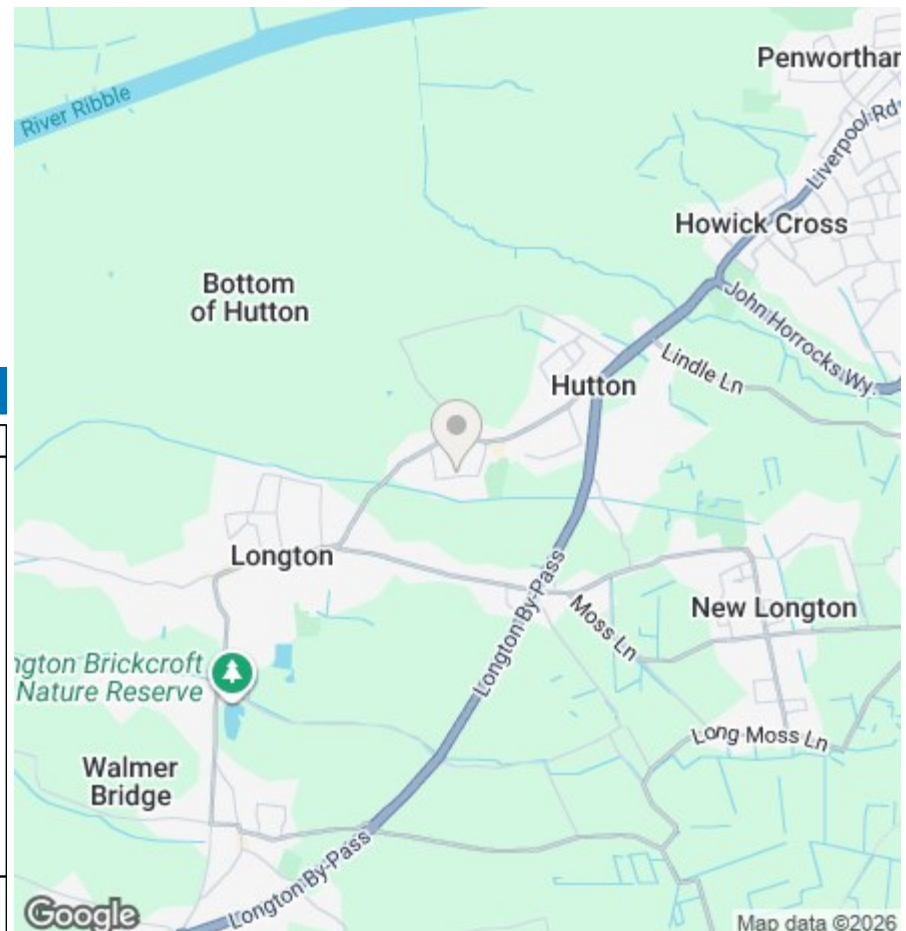 Penworthar
River Ribble
Liverpool Rd
Howick Cross
Bottom
of Hutton
John Horrocks Wy.
Lindle Ln
Hutton
Longton
Longton By-Pass
Moss Ln
New Longton
ngton Brickcroft
Nature Reserve
Long Moss Ln
Walmer
Bridge
Longton By-Pass
Google
Map data ©2026